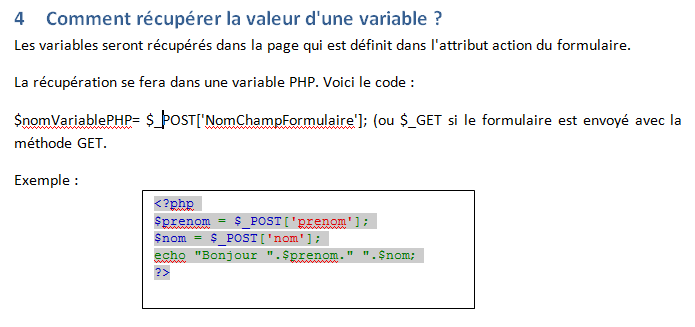 4 Comment récupérer la valeur d'une variable ?
Les variables seront récupérés dans la page qui est définit dans l'attribut action du formulaire.
La récupération se fera dans une variable PHP. Voici le code :
$nomVariablePHP= $_POST['NomChampFormulaire']; (ou $_GET si le formulaire est envoyé avec la
méthode GET.
Exemple :
<?php
$prenom = $_POST['prenom'];
$nom = $_POST['nom'];
echo "Bonjour ".$prenom." ".$nom;
?>